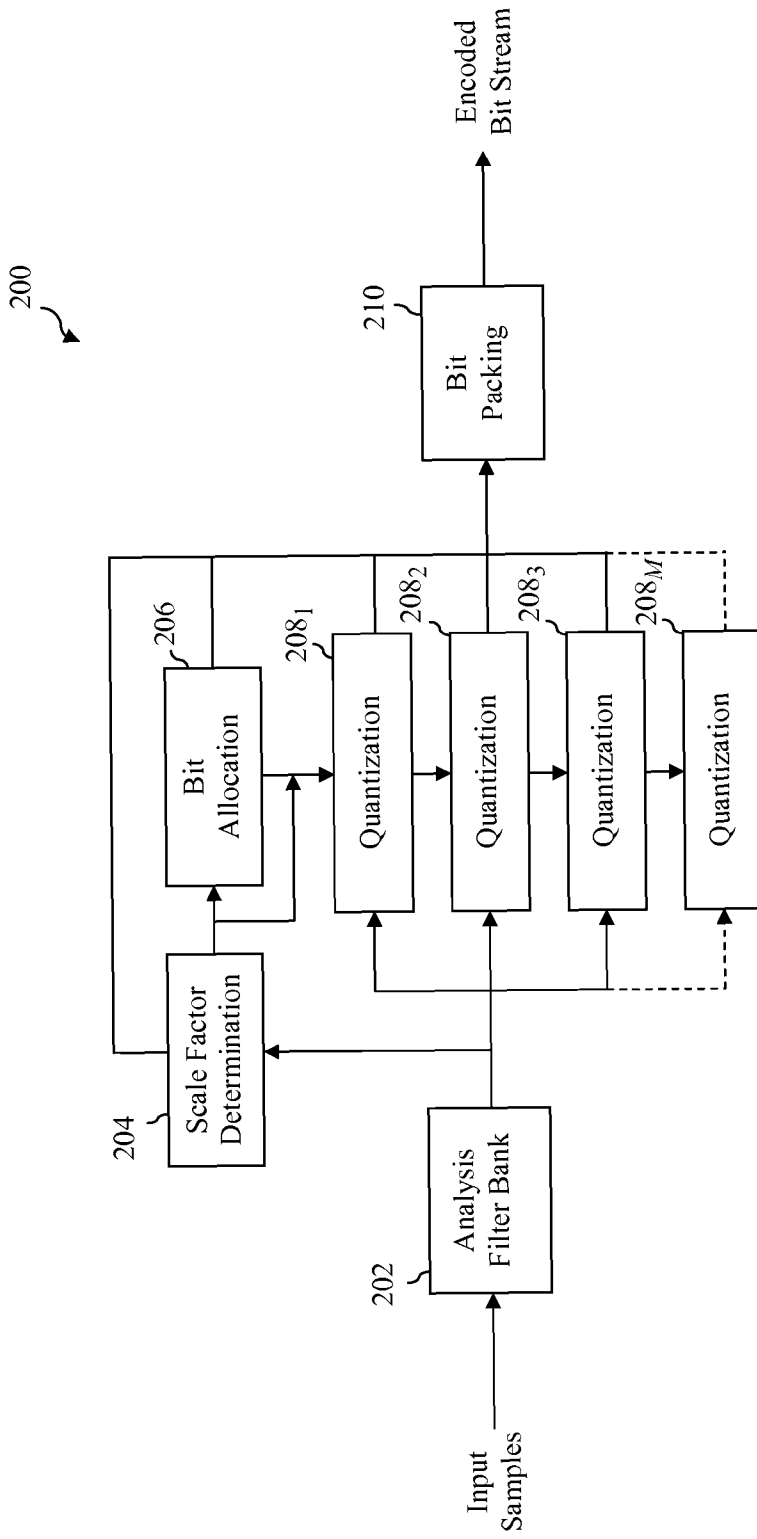 200
204
Scale Factor
Determination
206
Bit
Allocation
208₁
Quantization
208₂
Quantization
208₃
Quantization
208M
Quantization
202
Analysis
Filter Bank
210
Bit
Packing
Input
Samples
Encoded
Bit Stream